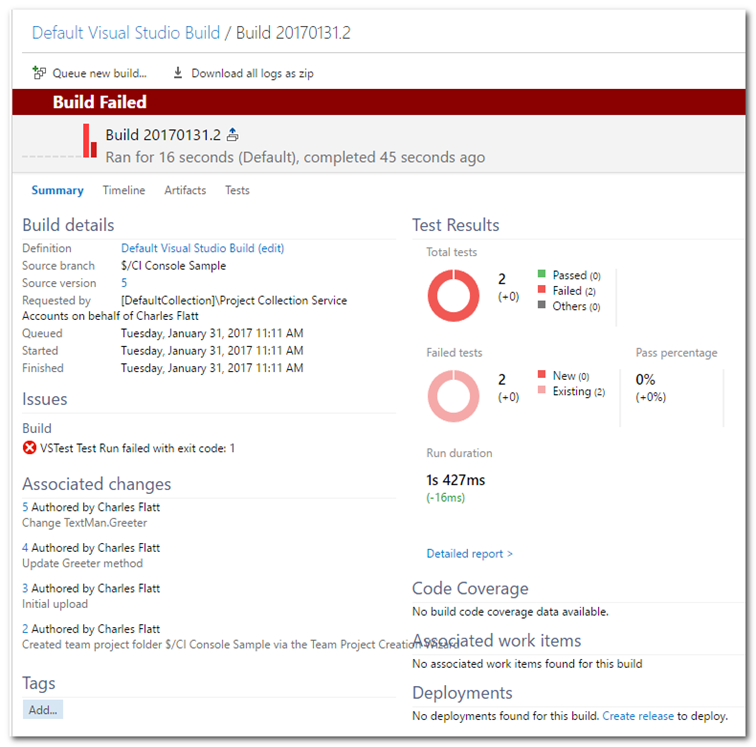 Default Visual Studio Build / Build 20170131.2
Queue new build... Download all logs as zip
Build Failed
Build 20170131.2
Ran for 16 seconds (Default), completed 45 seconds ago
Summary Timeline Artifacts Tests
Build details
Definition Default Visual Studio Build (edit)
Source branch $/CI Console Sample
Source version 5
Requested by [DefaultCollection]\Project Collection Service
Accounts on behalf of Charles Flatt
Queued Tuesday, January 31, 2017 11:11 AM
Started Tuesday, January 31, 2017 11:11 AM
Finished Tuesday, January 31, 2017 11:11 AM
Issues
Build
VSTest Test Run failed with exit code: 1
Associated changes
5 Authored by Charles Flatt
Change TextMan.Greeter
4 Authored by Charles Flatt
Update Greeter method
3 Authored by Charles Flatt
Initial upload
2 Authored by Charles Flatt
Created team project folder $/CI Console Sample via the Team Project Creation Wizard
Tags
Add...
Test Results
Total tests
2
(+0)
Passed (0)
Failed (2)
Others (0)
Failed tests
2
(+0)
New (0)
Existing (2)
Pass percentage
0%
(+0%)
Run duration
1s 427ms
(-16ms)
Detailed report >
Code Coverage
No build code coverage data available.
Associated work items
No associated work items found for this build
Deployments
No deployments found for this build. Create release to deploy.